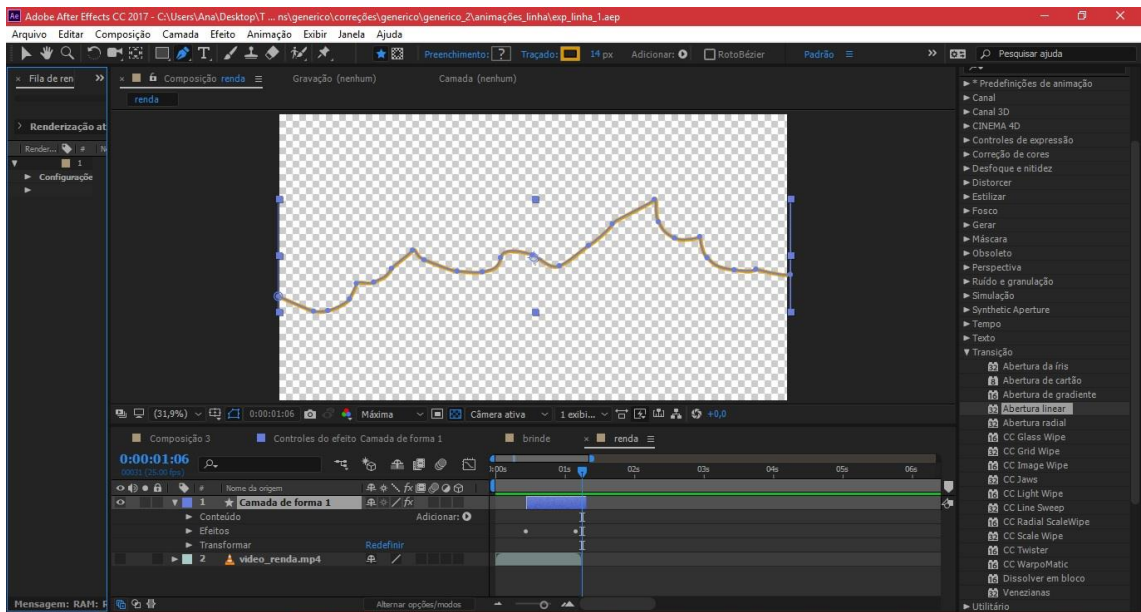 Adobe After Effects CC 2017 - C:\Users\Ana\Desktop\T ... ns\generico\correções\generico\generico_2\animações_linha\exp_linha_1.aep
Arquivo Editar Composição Camada Efeito Animação Exibir Janela Ajuda
Preenchimento: ? Traçado: 14 px Adicionar: RotoBézier Padrão Pesquisar ajuda
Fila de ren
Composição renda Gravação (nenhum) Camada (nenhum)
renda
Renderização at
Render... #
1
Configuraçõe
* Predefinições de animação
Canal
Canal 3D
CINEMA 4D
Controles de expressão
Correção de cores
Desfoque e nitidez
Distorcer
Estilizar
Fosco
Gerar
Máscara
Obsoleto
Perspectiva
Ruído e granulação
Simulação
Synthetic Aperture
Tempo
Texto
Transição
Abertura da íris
Abertura de cartão
Abertura de gradiente
Abertura linear
Abertura radial
CC Glass Wipe
CC Grid Wipe
CC Image Wipe
CC Jaws
CC Light Wipe
CC Line Sweep
CC Radial ScaleWipe
CC Scale Wipe
CC Twister
CC WarpoMatic
Dissolver em bloco
Venezianas
Utilitário
(31,9%) 0:00:01:06 Máxima Câmera ativa 1 exibi... +0,0
Composição 3 Controles do efeito Camada de forma 1 brinde renda
0:00:01:06
00031 (25.00 fps)
01s 02s 03s 04s 05s 06s
# Nome da origem
1 Camada de forma 1
Conteúdo Adicionar:
Efeitos
Transformar Redefinir
2 video_renda.mp4
Mensagem: RAM: Alternar opções/modos